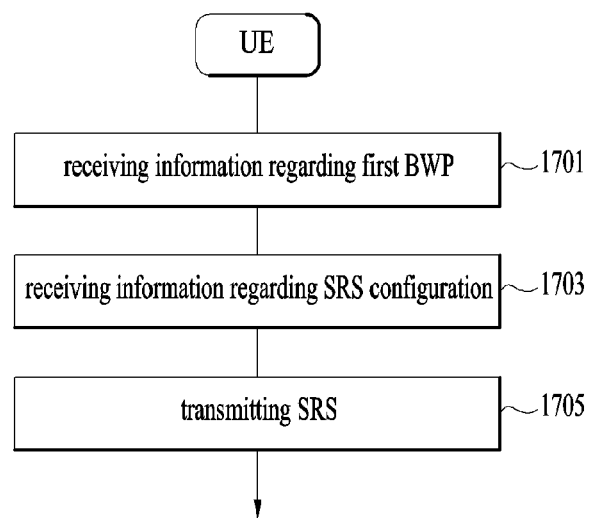 UE
receiving information regarding first BWP
1701
receiving information regarding SRS configuration
1703
transmitting SRS
1705